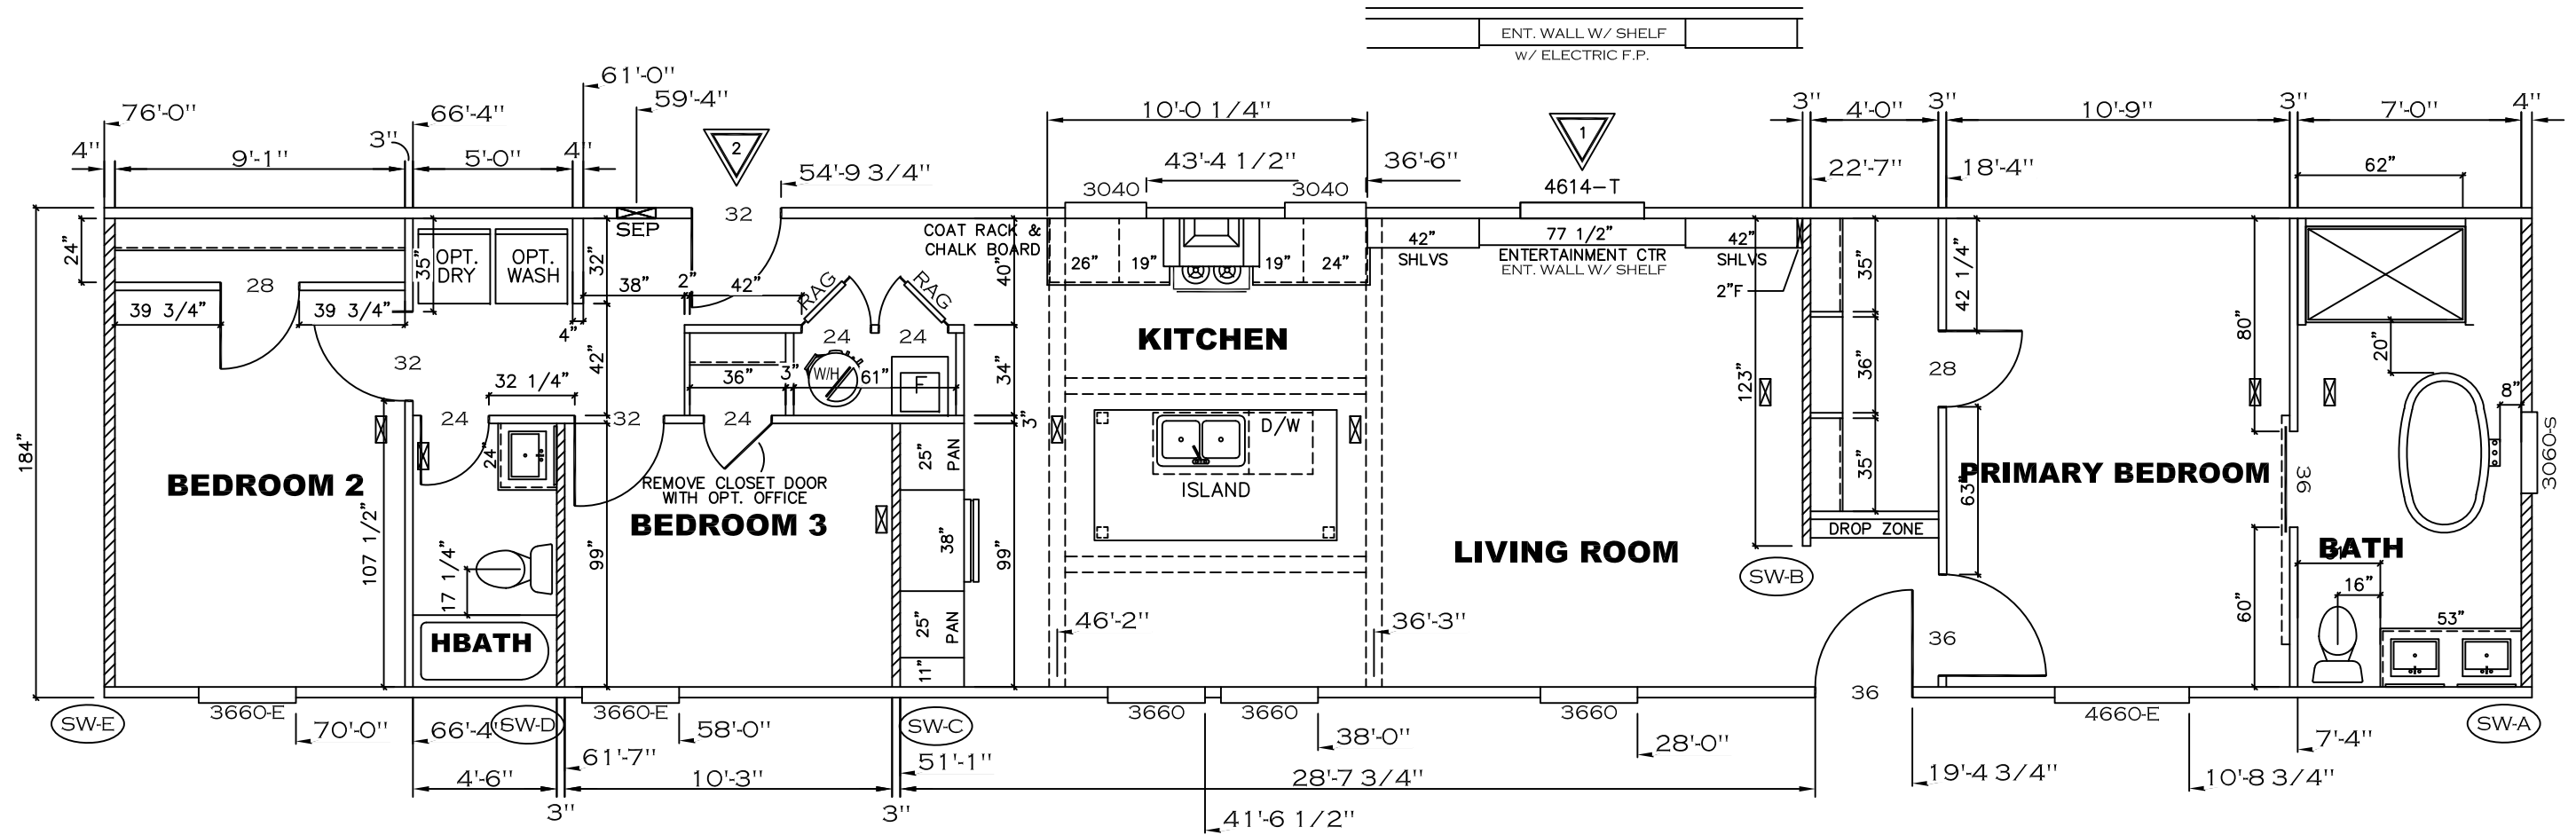 ENT. WALL W/ SHELF
W/ ELECTRIC F.P.
61'-0"
59'-4"
76'-0"
66'-4"
10'-0 1/4"
3"
4'-0"
3"
10'-9"
3"
7'-0"
4"
4"
9'-1"
3"
5'-0"
4"
2
54'-9 3/4"
43'-4 1/2"
36'-6"
1
22'-7"
18'-4"
62"
3040
3040
4614-T
32
SEP
COAT RACK &
CHALK BOARD
42"
SHLVS
77 1/2"
ENTERTAINMENT CTR
ENT. WALL W/ SHELF
42"
SHLVS
24"
35"
OPT.
DRY
OPT.
WASH
32"
38"
2"
42"
RAG
RAG
40"
26"
19"
19"
24"
2"F
35"
42 1/4"
28
39 3/4"
39 3/4"
4"
24
24
KITCHEN
80"
20"
32
42"
32 1/4"
36"
3"
W/H
61"
F
34"
123"
36"
28
8"
24
32
24
3"
D/W
184"
BEDROOM 2
24"
REMOVE CLOSET DOOR
WITH OPT. OFFICE
BEDROOM 3
25"
PAN
ISLAND
35"
63"
PRIMARY BEDROOM
36
3060-S
107 1/2"
17 1/4"
99"
38"
99"
LIVING ROOM
DROP ZONE
SW-B
BATH
16"
HBATH
25"
PAN
11"
46'-2"
36'-3"
36
60"
53"
36
SW-E
3660-E
70'-0"
66'-4"
SW-D
3660-E
58'-0"
SW-C
3660
3660
38'-0"
3660
28'-0"
4660-E
7'-4"
SW-A
61'-7"
51'-1"
4'-6"
3"
10'-3"
3"
28'-7 3/4"
19'-4 3/4"
10'-8 3/4"
41'-6 1/2"